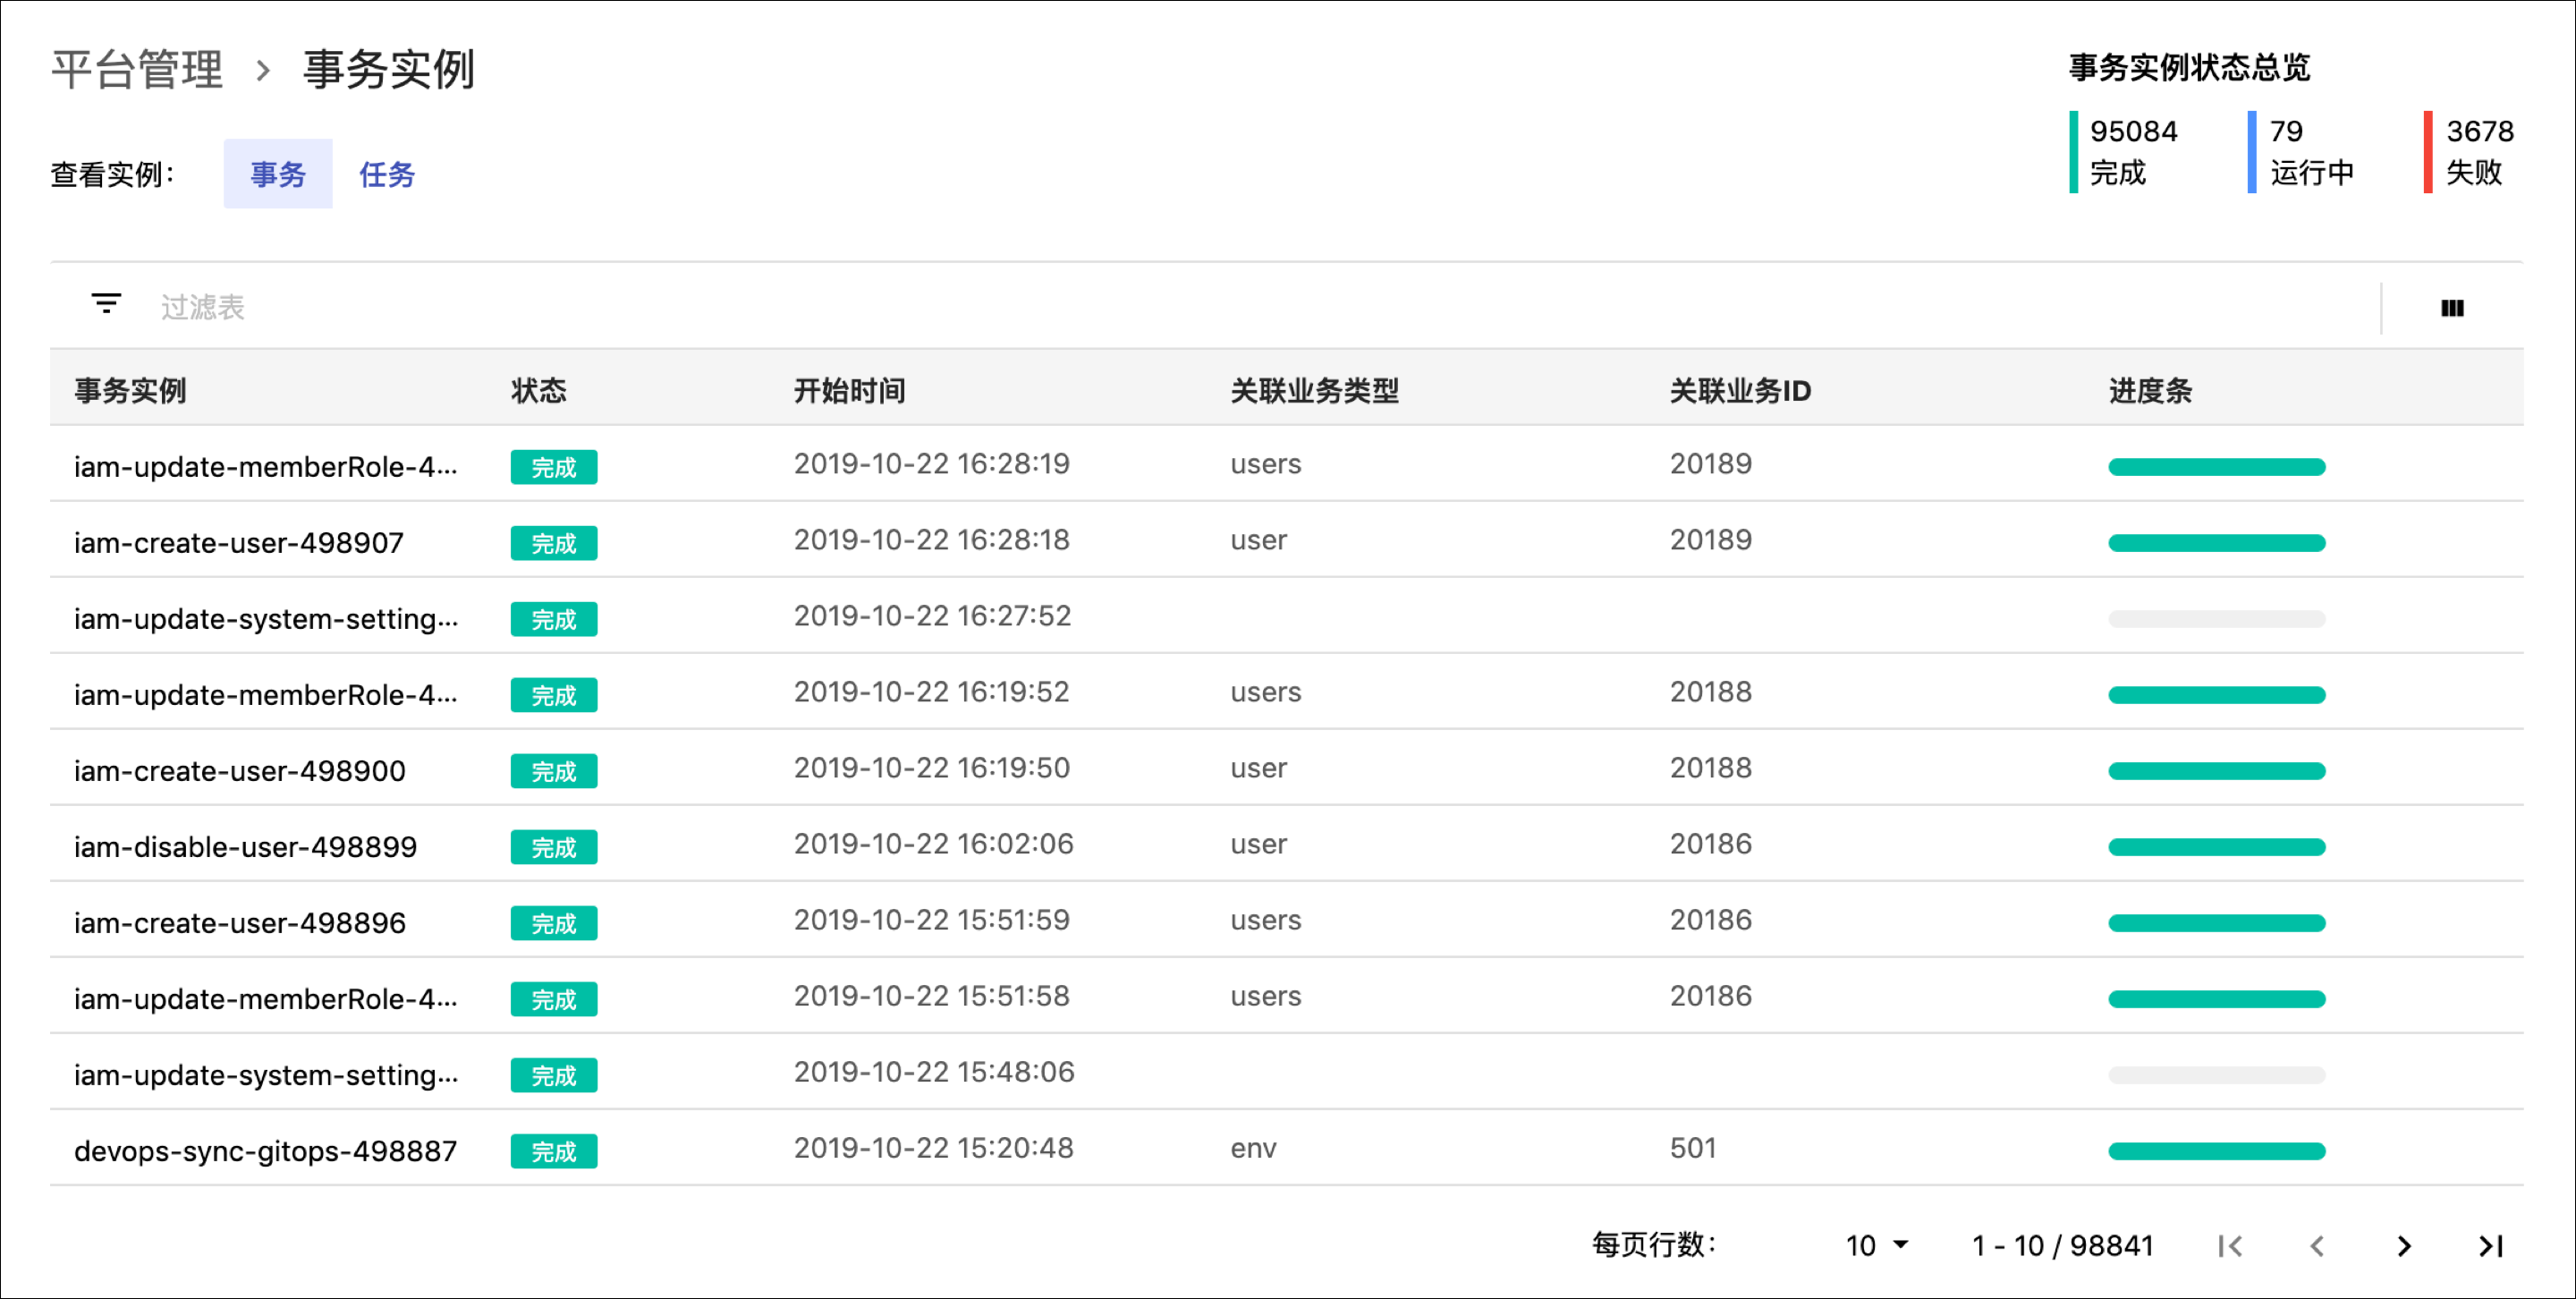 平台管理 › 事务实例
事务实例状态总览
95084 79 3678
完成 运行中 失败
查看实例： 事务 任务
过滤表
事务实例 状态 开始时间 关联业务类型 关联业务ID 进度条
iam-update-memberRole-4... 完成 2019-10-22 16:28:19 users 20189
iam-create-user-498907 完成 2019-10-22 16:28:18 user 20189
iam-update-system-setting... 完成 2019-10-22 16:27:52
iam-update-memberRole-4... 完成 2019-10-22 16:19:52 users 20188
iam-create-user-498900 完成 2019-10-22 16:19:50 user 20188
iam-disable-user-498899 完成 2019-10-22 16:02:06 user 20186
iam-create-user-498896 完成 2019-10-22 15:51:59 users 20186
iam-update-memberRole-4... 完成 2019-10-22 15:51:58 users 20186
iam-update-system-setting... 完成 2019-10-22 15:48:06
devops-sync-gitops-498887 完成 2019-10-22 15:20:48 env 501
每页行数： 10 1 - 10 / 98841